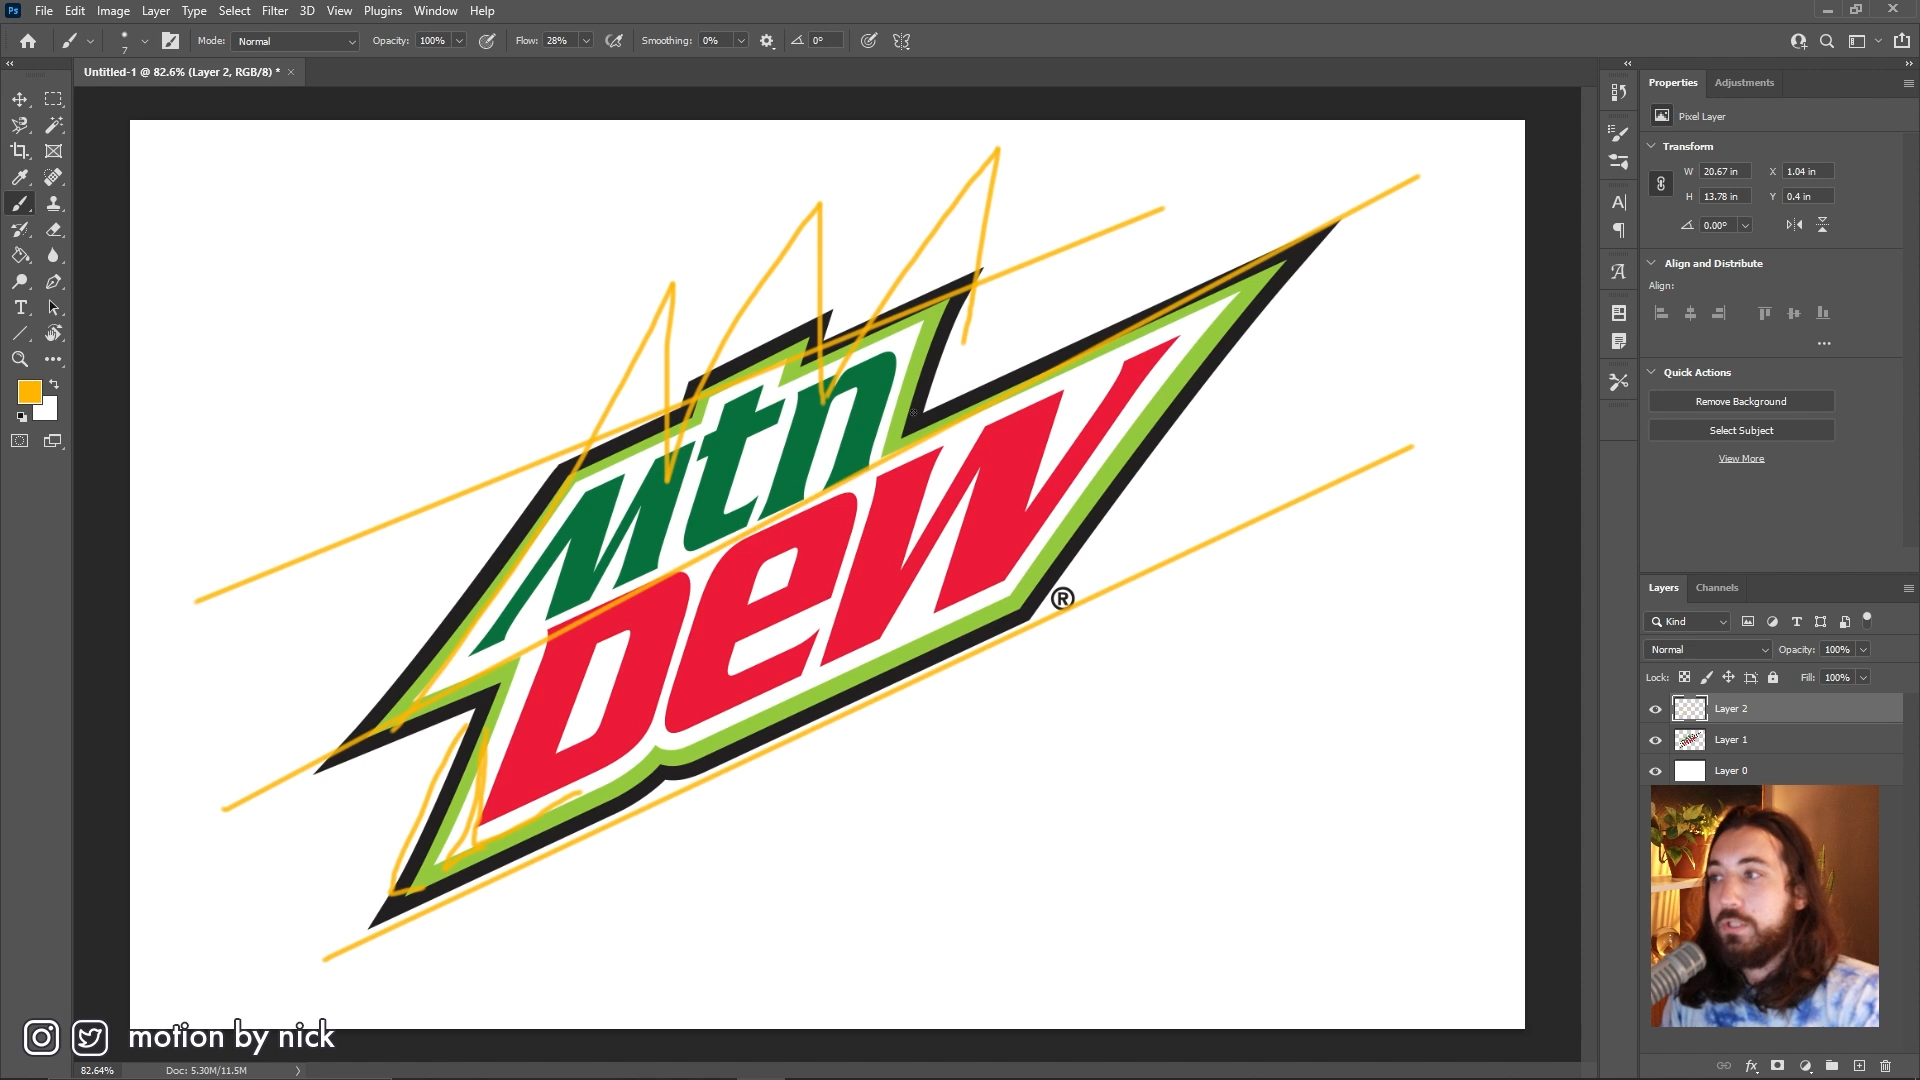 Ps File Edit Image Layer Type Select Filter 3D View Plugins Window Help
7 Mode: Normal Opacity: 100% Flow: 28% Smoothing: 0% 0°
Untitled-1 @ 82.6% (Layer 2, RGB/8) * ×
Properties Adjustments
Pixel Layer
Transform
W 20.67 in X 1.04 in
H 13.78 in Y 0.4 in
0.00°
Align and Distribute
Align:
Quick Actions
Remove Background
Select Subject
View More
Mtn
Dew
®
Layers Channels
Kind
Normal Opacity: 100%
Lock: Fill: 100%
Layer 2
Layer 1
Layer 0
motion by nick
82.64% Doc: 5.30M/11.5M